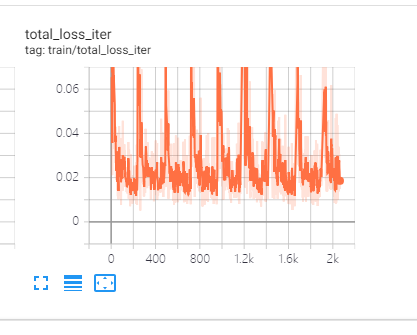 total_loss_iter
tag: train/total_loss_iter
0.06
0.04
0.02
0
0 400 800 1.2k 1.6k 2k